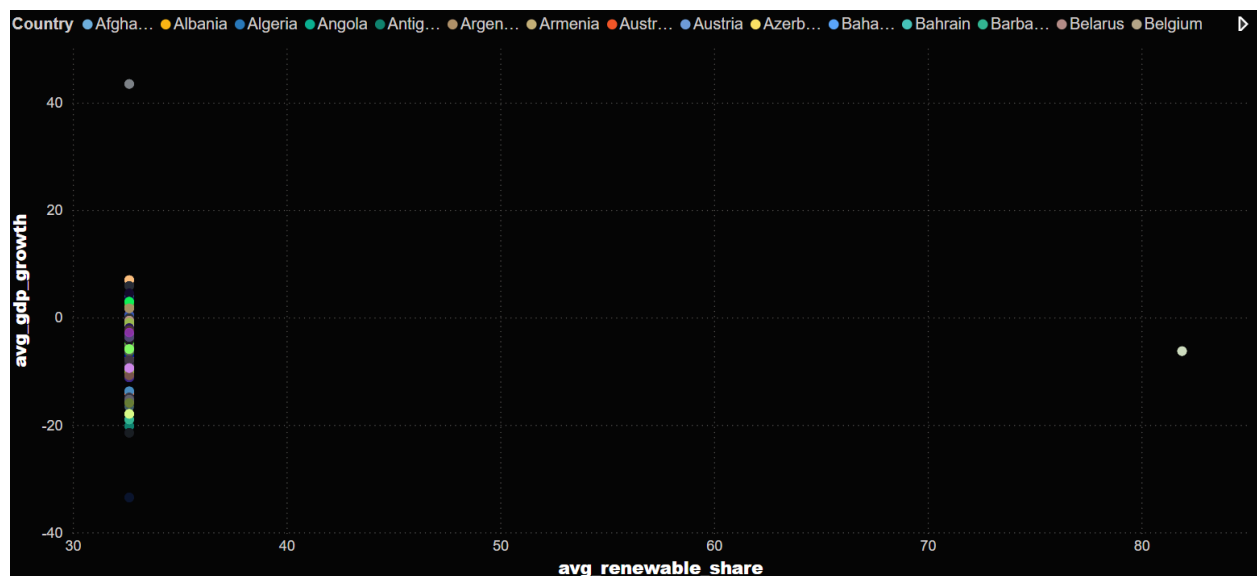 Country Afgha... Albania Algeria Angola Antig... Argen... Armenia Austr... Austria Azerb... Baha... Bahrain Barba... Belarus Belgium
40
20
0
-20
-40
avg_gdp_growth
30 40 50 60 70 80
avg_renewable_share